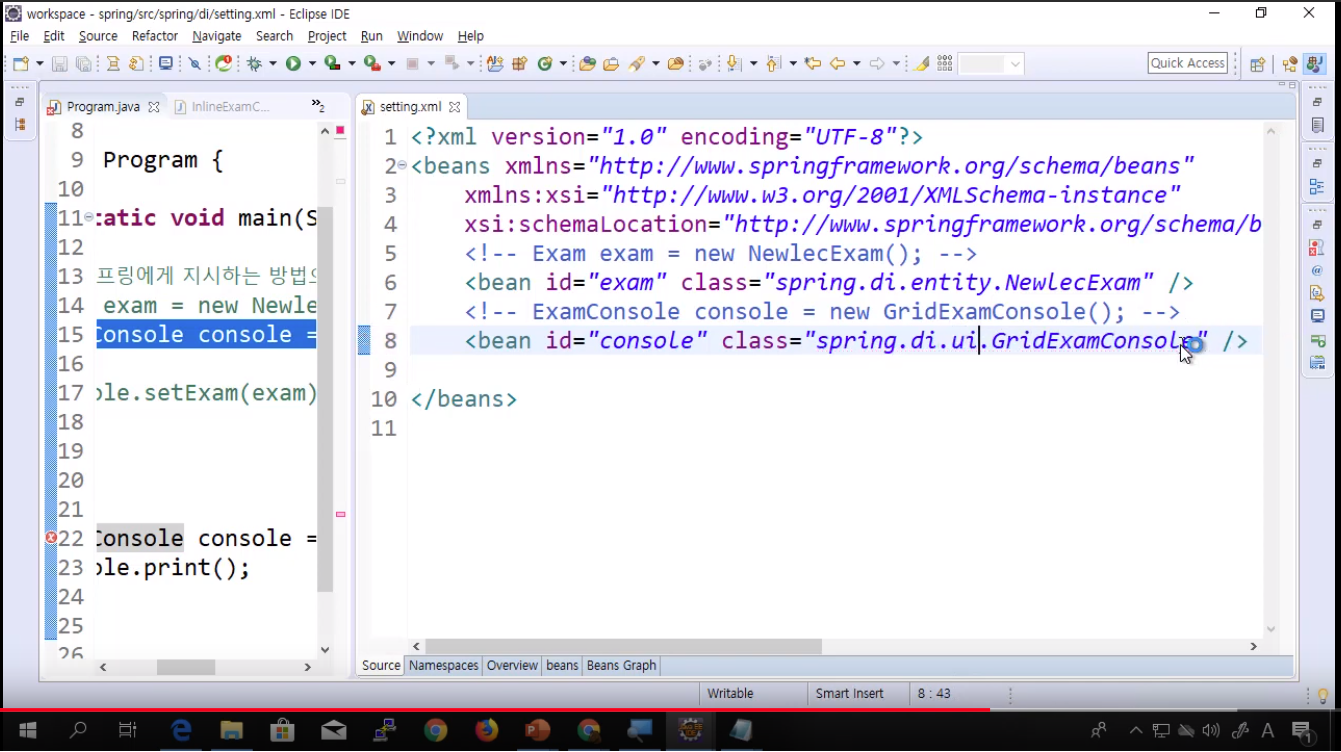 workspace - spring/src/spring/di/setting.xml - Eclipse IDE
File Edit Source Refactor Navigate Search Project Run Window Help
Quick Access
Program.java InlineExamC... »2
8
9 Program {
10
11 atic void main(S
12
13 프링에게 지시하는 방법으
14 exam = new Newle
15 Console console =
16
17 ole.setExam(exam)
18
19
20
21
22 Console console =
23 ole.print();
24
25
26
setting.xml
1 <?xml version="1.0" encoding="UTF-8"?>
2 <beans xmlns="http://www.springframework.org/schema/beans"
3 xmlns:xsi="http://www.w3.org/2001/XMLSchema-instance"
4 xsi:schemaLocation="http://www.springframework.org/schema/b
5 <!-- Exam exam = new NewlecExam(); -->
6 <bean id="exam" class="spring.di.entity.NewlecExam" />
7 <!-- ExamConsole console = new GridExamConsole(); -->
8 <bean id="console" class="spring.di.ui.GridExamConsole" />
9
10 </beans>
11
Source Namespaces Overview beans Beans Graph
Writable Smart Insert 8 : 43
A 1